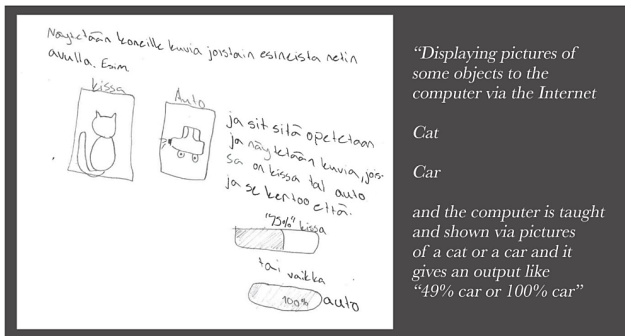 Näytetään koneille kuvia joistain esineistä netin
avulla. Esim
kissa
Auto
ja sit sitä opetetaan
ja näytetään kuvia, jois-
sa on kissa tai auto
ja se kertoo että
kissa
tai vaikka
100% auto
“Displaying pictures of
some objects to the
computer via the Internet
Cat
Car
and the computer is taught
and shown via pictures
of a cat or a car and it
gives an output like
“49% car or 100% car”